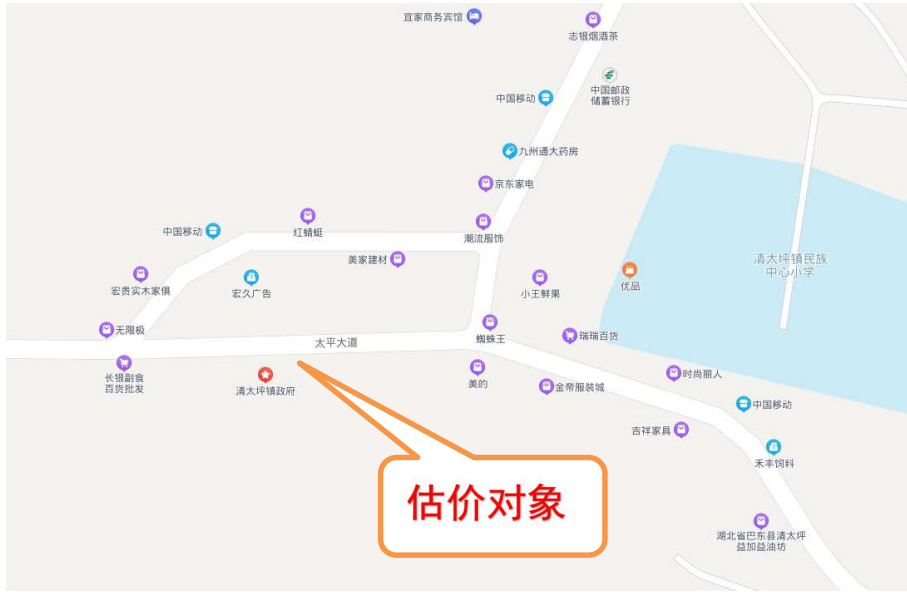 宜家商务宾馆
志银烟酒茶
中国移动
中国邮政
储蓄银行
九州通大药房
京东家电
中国移动
红蜻蜓
潮流服饰
美家建材
清太坪镇民族
中心小学
宏贵实木家俱
宏久广告
小王鲜果
优品
无限极
太平大道
蜘蛛王
瑞瑞百货
长银副食
百货批发
清太坪镇政府
美的
金帝服装城
时尚丽人
中国移动
吉祥家具
禾丰饲料
估价对象
湖北省巴东县清太坪
益加益油坊